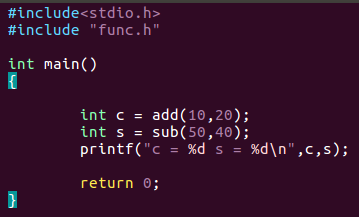 #include<stdio.h>
#include "func.h"

int main()
{

        int c = add(10,20);
        int s = sub(50,40);
        printf("c = %d s = %d\n",c,s);

        return 0;
}